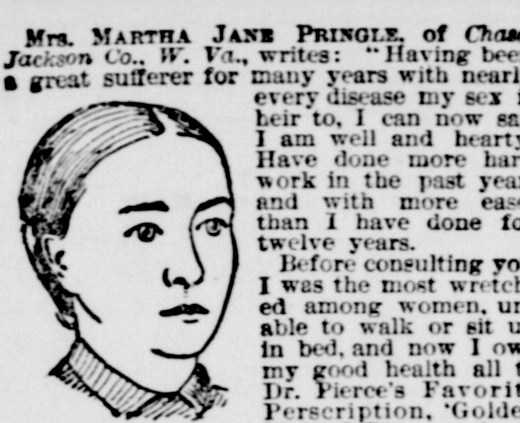 Mrs. MARTHA JANE PRINGLE, of Chase
Jackson Co., W. Va., writes: "Having bee
a great sufferer for many years with nearl
every disease my sex i
heir to, I can now sa
I am well and hearty
Have done more har
work in the past yea
and with more ease
than I have done fo
twelve years.
Before consulting yo
I was the most wretch
ed among women, un
able to walk or sit u
in bed, and now I ow
my good health all t
Dr. Pierce's Favorit
Perscription, 'Golde